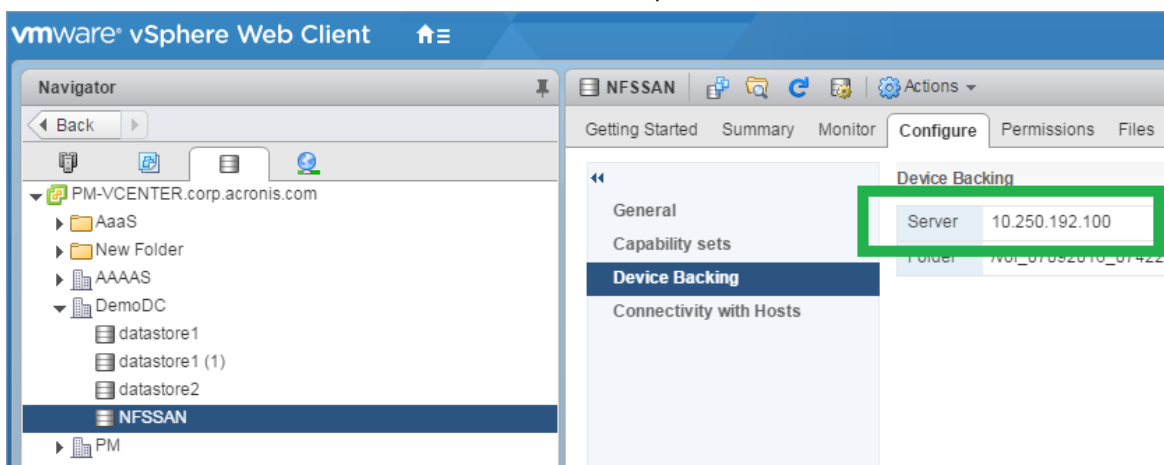 vmware® vSphere Web Client
Navigator
Back
PM-VCENTER.corp.acronis.com
AaaS
New Folder
AAAAS
DemoDC
datastore1
datastore1 (1)
datastore2
NFSSAN
PM
NFSSAN Actions
Getting Started Summary Monitor Configure Permissions Files
General
Capability sets
Device Backing
Connectivity with Hosts
Device Backing
Server 10.250.192.100
Folder